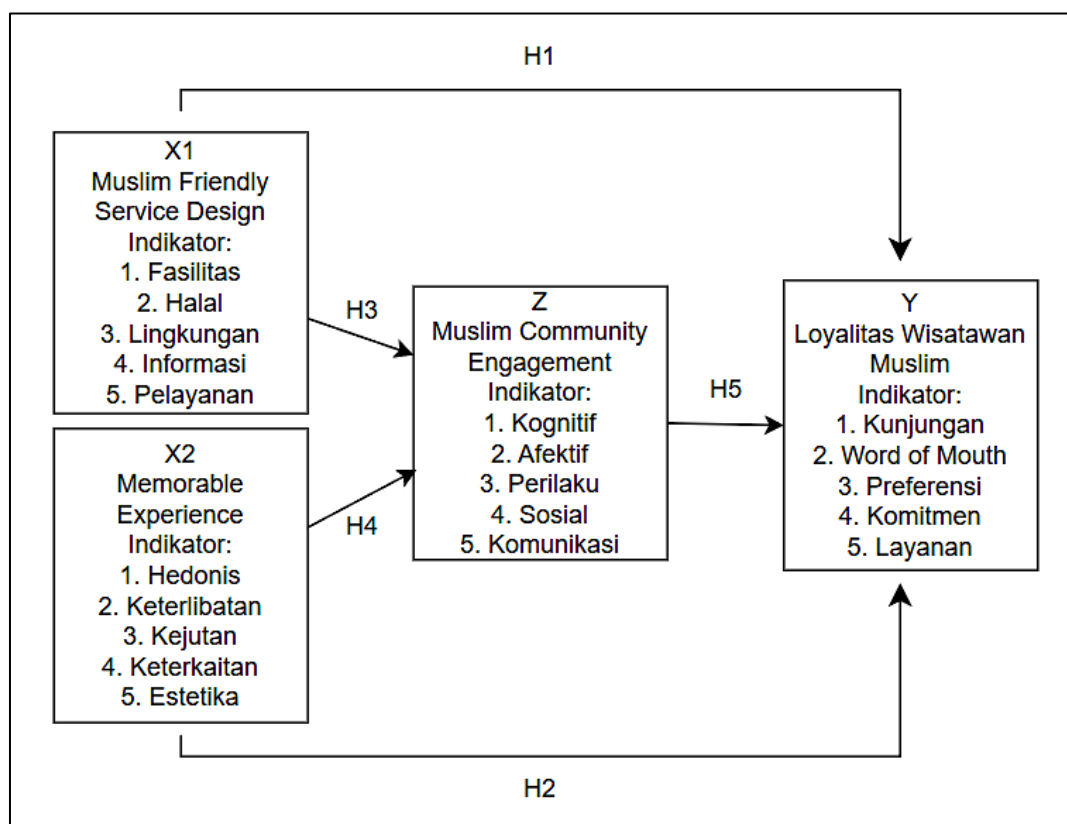 H1
X1
Muslim Friendly
Service Design
Indikator:
1. Fasilitas
2. Halal
3. Lingkungan
4. Informasi
5. Pelayanan
H3
X2
Memorable
Experience
Indikator:
1. Hedonis
2. Keterlibatan
3. Kejutan
4. Keterkaitan
5. Estetika
H4
Z
Muslim Community
Engagement
Indikator:
1. Kognitif
2. Afektif
3. Perilaku
4. Sosial
5. Komunikasi
H5
Y
Loyalitas Wisatawan
Muslim
Indikator:
1. Kunjungan
2. Word of Mouth
3. Preferensi
4. Komitmen
5. Layanan
H2